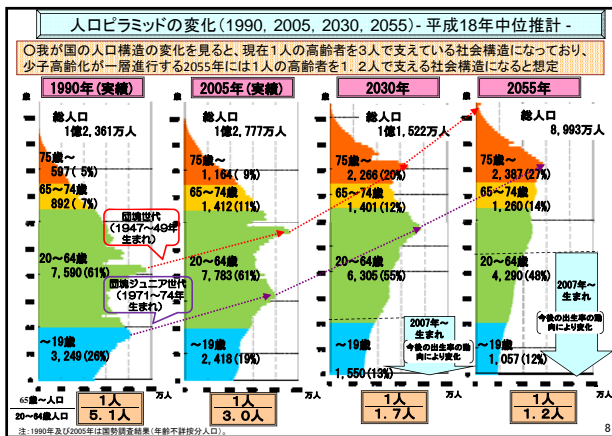 人口ピラミッドの変化(1990, 2005, 2030, 2055)- 平成18年中位推計 -
○我が国の人口構造の変化を見ると、現在1人の高齢者を3人で支えている社会構造になっており、
少子高齢化が一層進行する2055年には1人の高齢者を1.2人で支える社会構造になると想定
1990年(実績)
歳
総人口
1億2,361万人
75歳~
597( 5%)
65~74歳
892( 7%)
団塊世代
(1947~49年
生まれ)
20~64歳
7,590(61%)
団塊ジュニア世代
(1971~74年
生まれ)
~19歳
3,249(26%)
万人
2005年(実績)
歳
総人口
1億2,777万人
75歳~
1,164( 9%)
65~74歳
1,412(11%)
20~64歳
7,783(61%)
~19歳
2,418(19%)
万人
2030年
歳
総人口
1億1,522万人
75歳~
2,266(20%)
65~74歳
1,401(12%)
20~64歳
6,305(55%)
2007年~
生まれ
今後の出生率の動
向により変化
~19歳
1,550(13%)
万人
2055年
歳
総人口
8,993万人
75歳~
2,387(27%)
65~74歳
1,260(14%)
20~64歳
4,290(48%)
2007年~
生まれ
今後の出生率の動
向により変化
~19歳
1,057(12%)
万人
65歳~人口
20~64歳人口
1人
5.1人
1人
3.0人
1人
1.7人
1人
1.2人
注:1990年及び2005年は国勢調査結果(年齢不詳按分人口)。
8